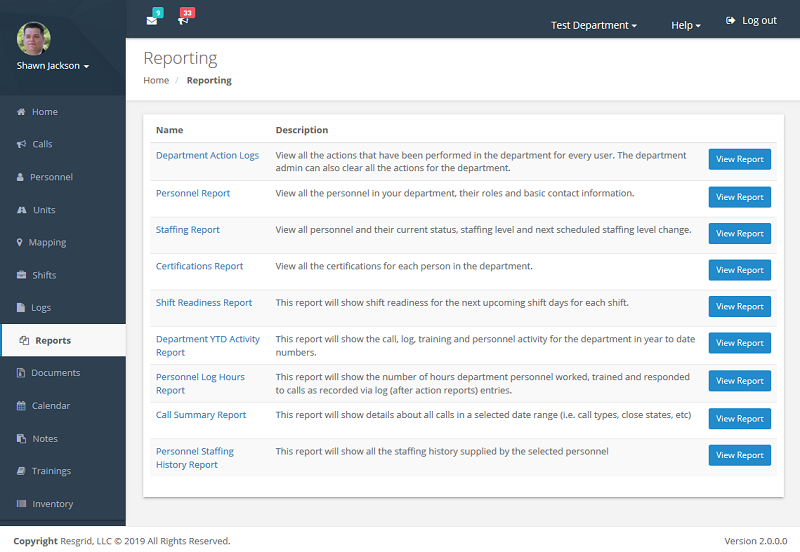 9
33
Test Department
Help
Log out
Shawn Jackson
Home
Calls
Personnel
Units
Mapping
Shifts
Logs
Reports
Documents
Calendar
Notes
Trainings
Inventory
Reporting
Home / Reporting
Name Description
Department Action Logs View all the actions that have been performed in the department for every user. The department View Report
admin can also clear all the actions for the department.
Personnel Report View all the personnel in your department, their roles and basic contact information. View Report
Staffing Report View all personnel and their current status, staffing level and next scheduled staffing level change. View Report
Certifications Report View all the certifications for each person in the department. View Report
Shift Readiness Report This report will show shift readiness for the next upcoming shift days for each shift. View Report
Department YTD Activity This report will show the call, log, training and personnel activity for the department in year to date View Report
Report numbers.
Personnel Log Hours This report will show the number of hours department personnel worked, trained and responded View Report
Report to calls as recorded via log (after action reports) entries.
Call Summary Report This report will show details about all calls in a selected date range (i.e. call types, close states, etc) View Report
Personnel Staffing This report will show all the staffing history supplied by the selected personnel View Report
History Report
Copyright Resgrid, LLC © 2019 All Rights Reserved.
Version 2.0.0.0